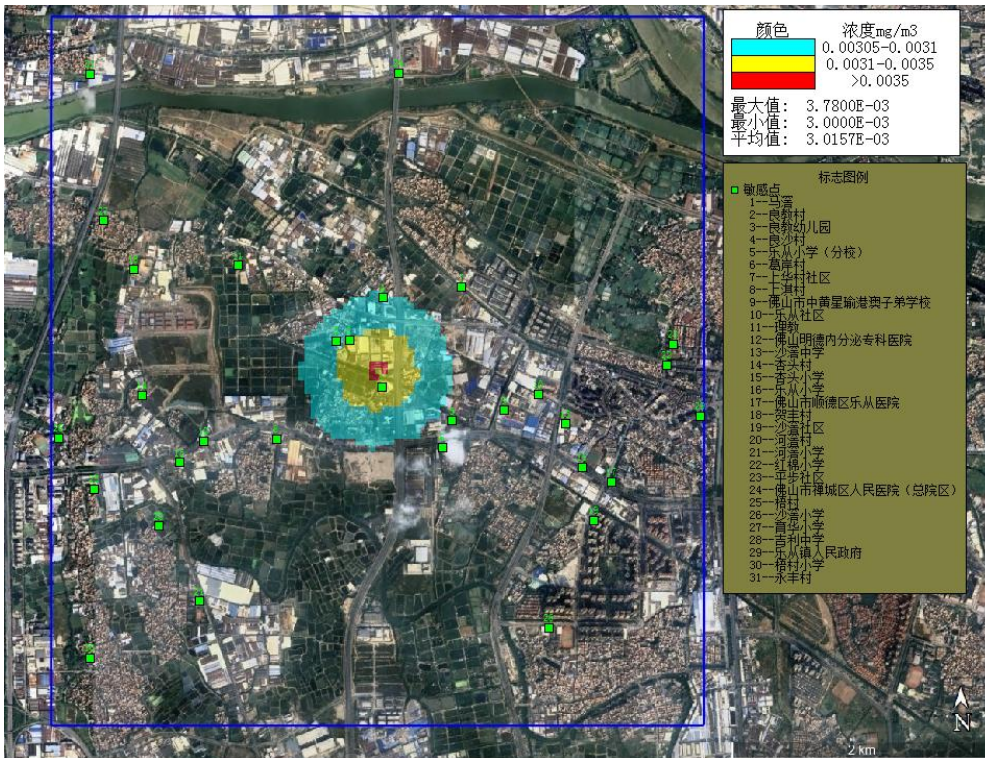 颜色 浓度mg/m3
0.00305-0.0031
0.0031-0.0035
>0.0035
最大值: 3.7800E-03
最小值: 3.0000E-03
平均值: 3.0157E-03
标志图例
敏感点
1--马滘
2--良教村
3--良教幼儿园
4--良沙村
5--乐从小学（分校）
6--葛岸村
7--上华村社区
8--上淇村
9--佛山市中黄星瑜港澳子弟学校
10--乐从社区
11--理教
12--佛山明德内分泌专科医院
13--沙滘中学
14--杏头村
15--杏头小学
16--乐从小学
17--佛山市顺德区乐从医院
18--贺丰村
19--沙滘社区
20--河滘村
21--河滘小学
22--红棉小学
23--平步社区
24--佛山市禅城区人民医院（总院区）
25--梧村
26--沙滘小学
27--育华小学
28--吉利中学
29--乐从镇人民政府
30--梧村小学
31--永丰村
N
2 km